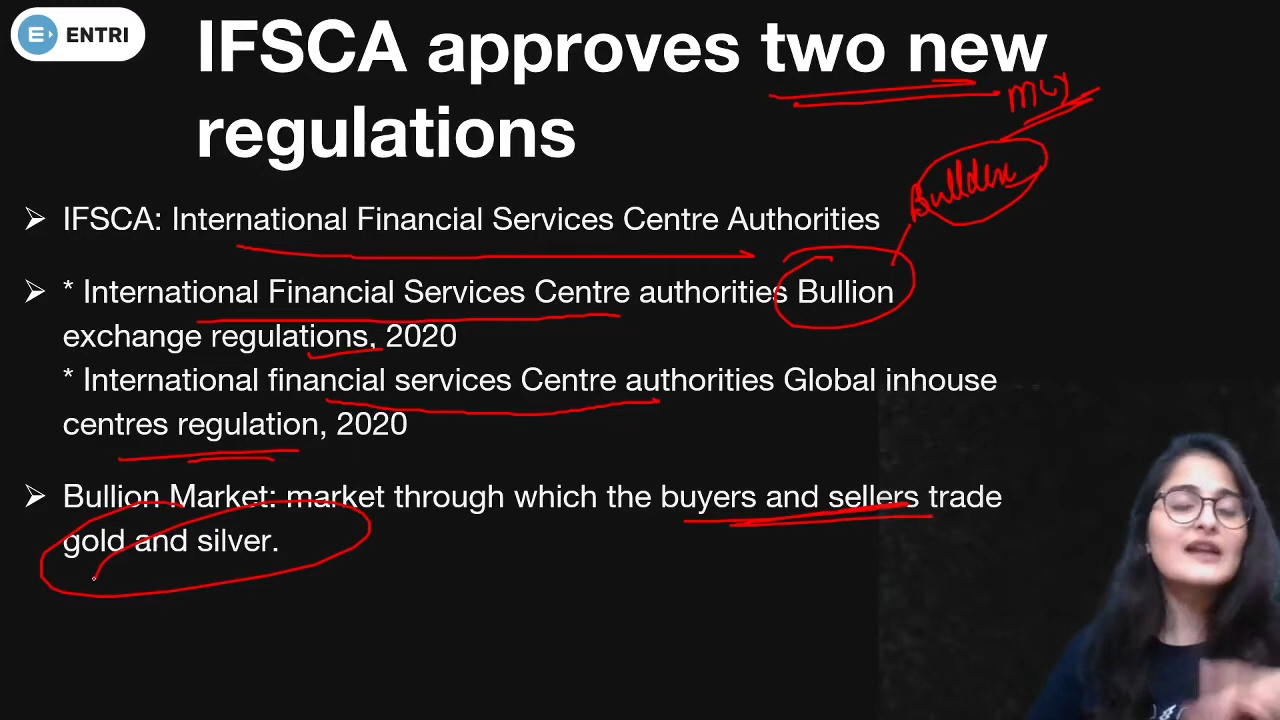 ENTRI
IFSCA approves two new
regulations
➢ IFSCA: International Financial Services Centre Authorities
➢ * International Financial Services Centre authorities Bullion
exchange regulations, 2020
* International financial services Centre authorities Global inhouse
centres regulation, 2020
➢ Bullion Market: market through which the buyers and sellers trade
gold and silver.